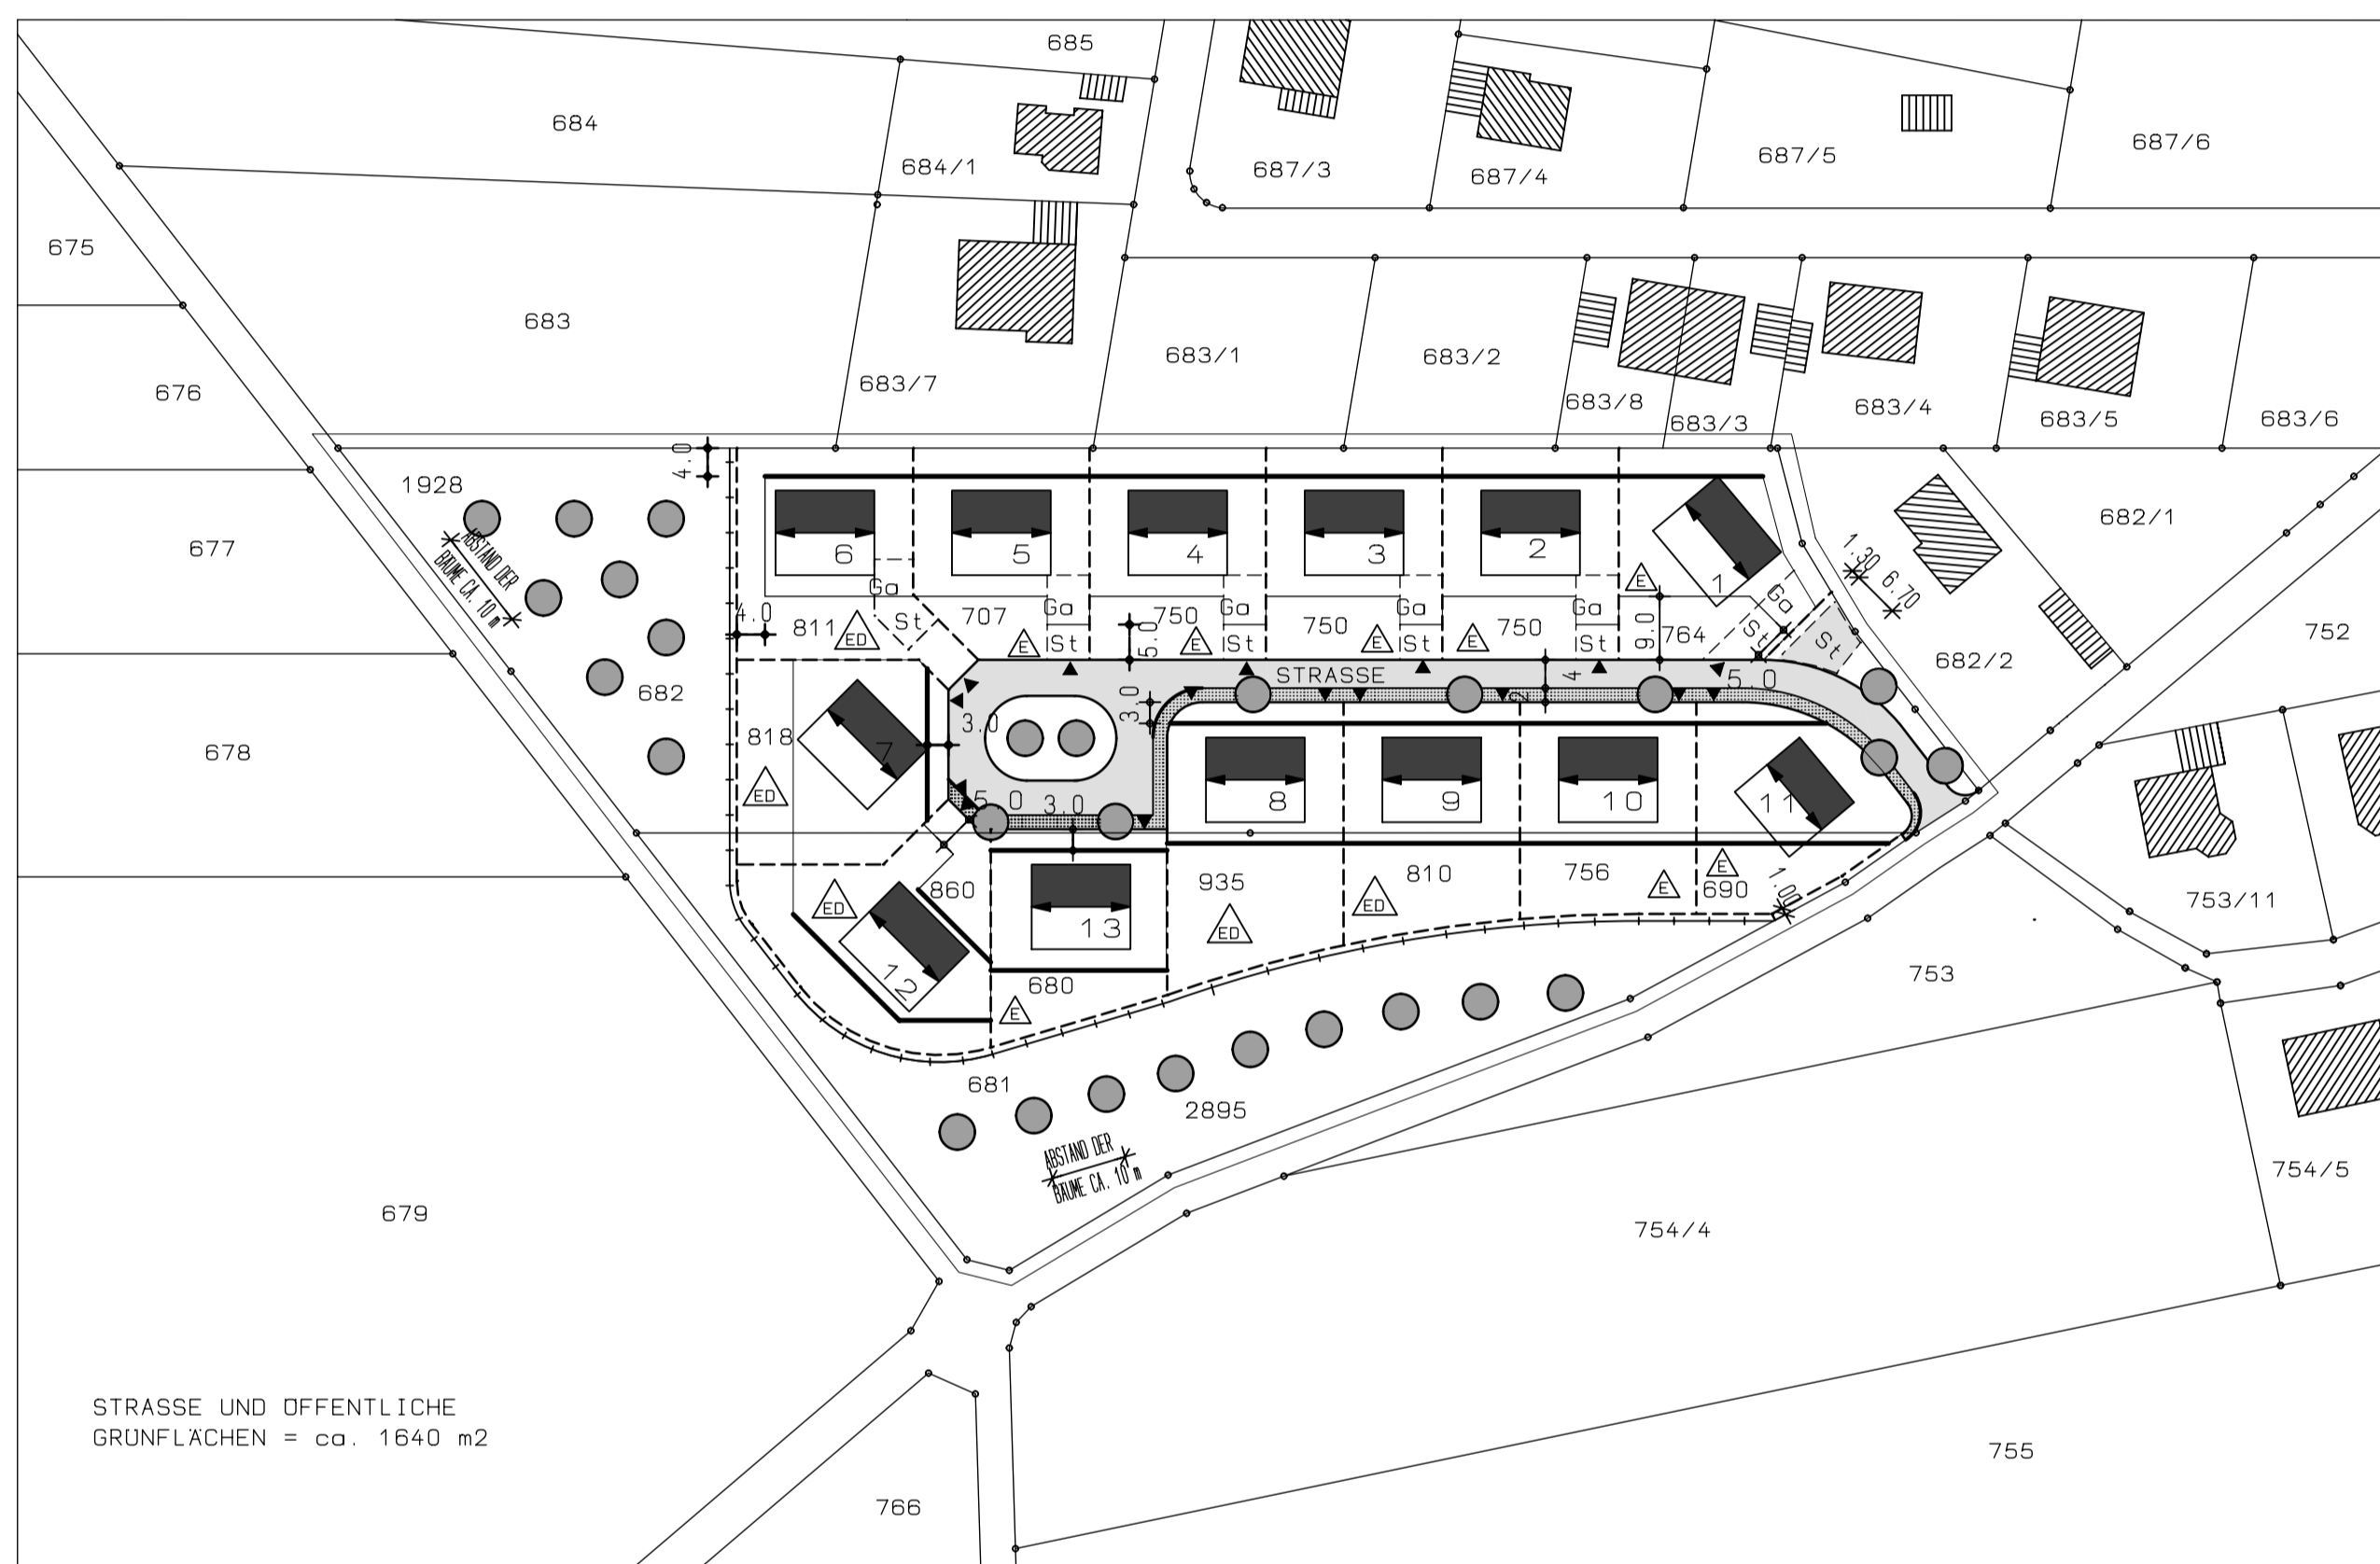 685
684
684/1
687/3
687/4
687/5
687/6
675
683
676
683/7
683/1
683/2
683/8
683/3
683/4
683/5
683/6
4.0
1928
677
ABSTAND DER
BÄUME CA. 10 m
6
5
4
3
2
1
1.30 6.70
682/1
Ga
Ga
Ga
Ga
Ga
Ga
4.0
811
ED
St
707
E
St
5.0
750
E
St
750
E
St
E
750
St
E
9.0
764
St
St
682/2
752
682
STRASSE
4
2
5.0
678
818
7
3.0
3.0
ED
5.0
3.0
8
9
10
11
ED
860
935
ED
810
ED
756
E
690
E
1.00
753/11
12
13
680
E
753
681
2895
ABSTAND DER
BÄUME CA. 10 m
679
754/4
754/5
STRASSE UND ÖFFENTLICHE
GRÜNFLÄCHEN = ca. 1640 m2
755
766